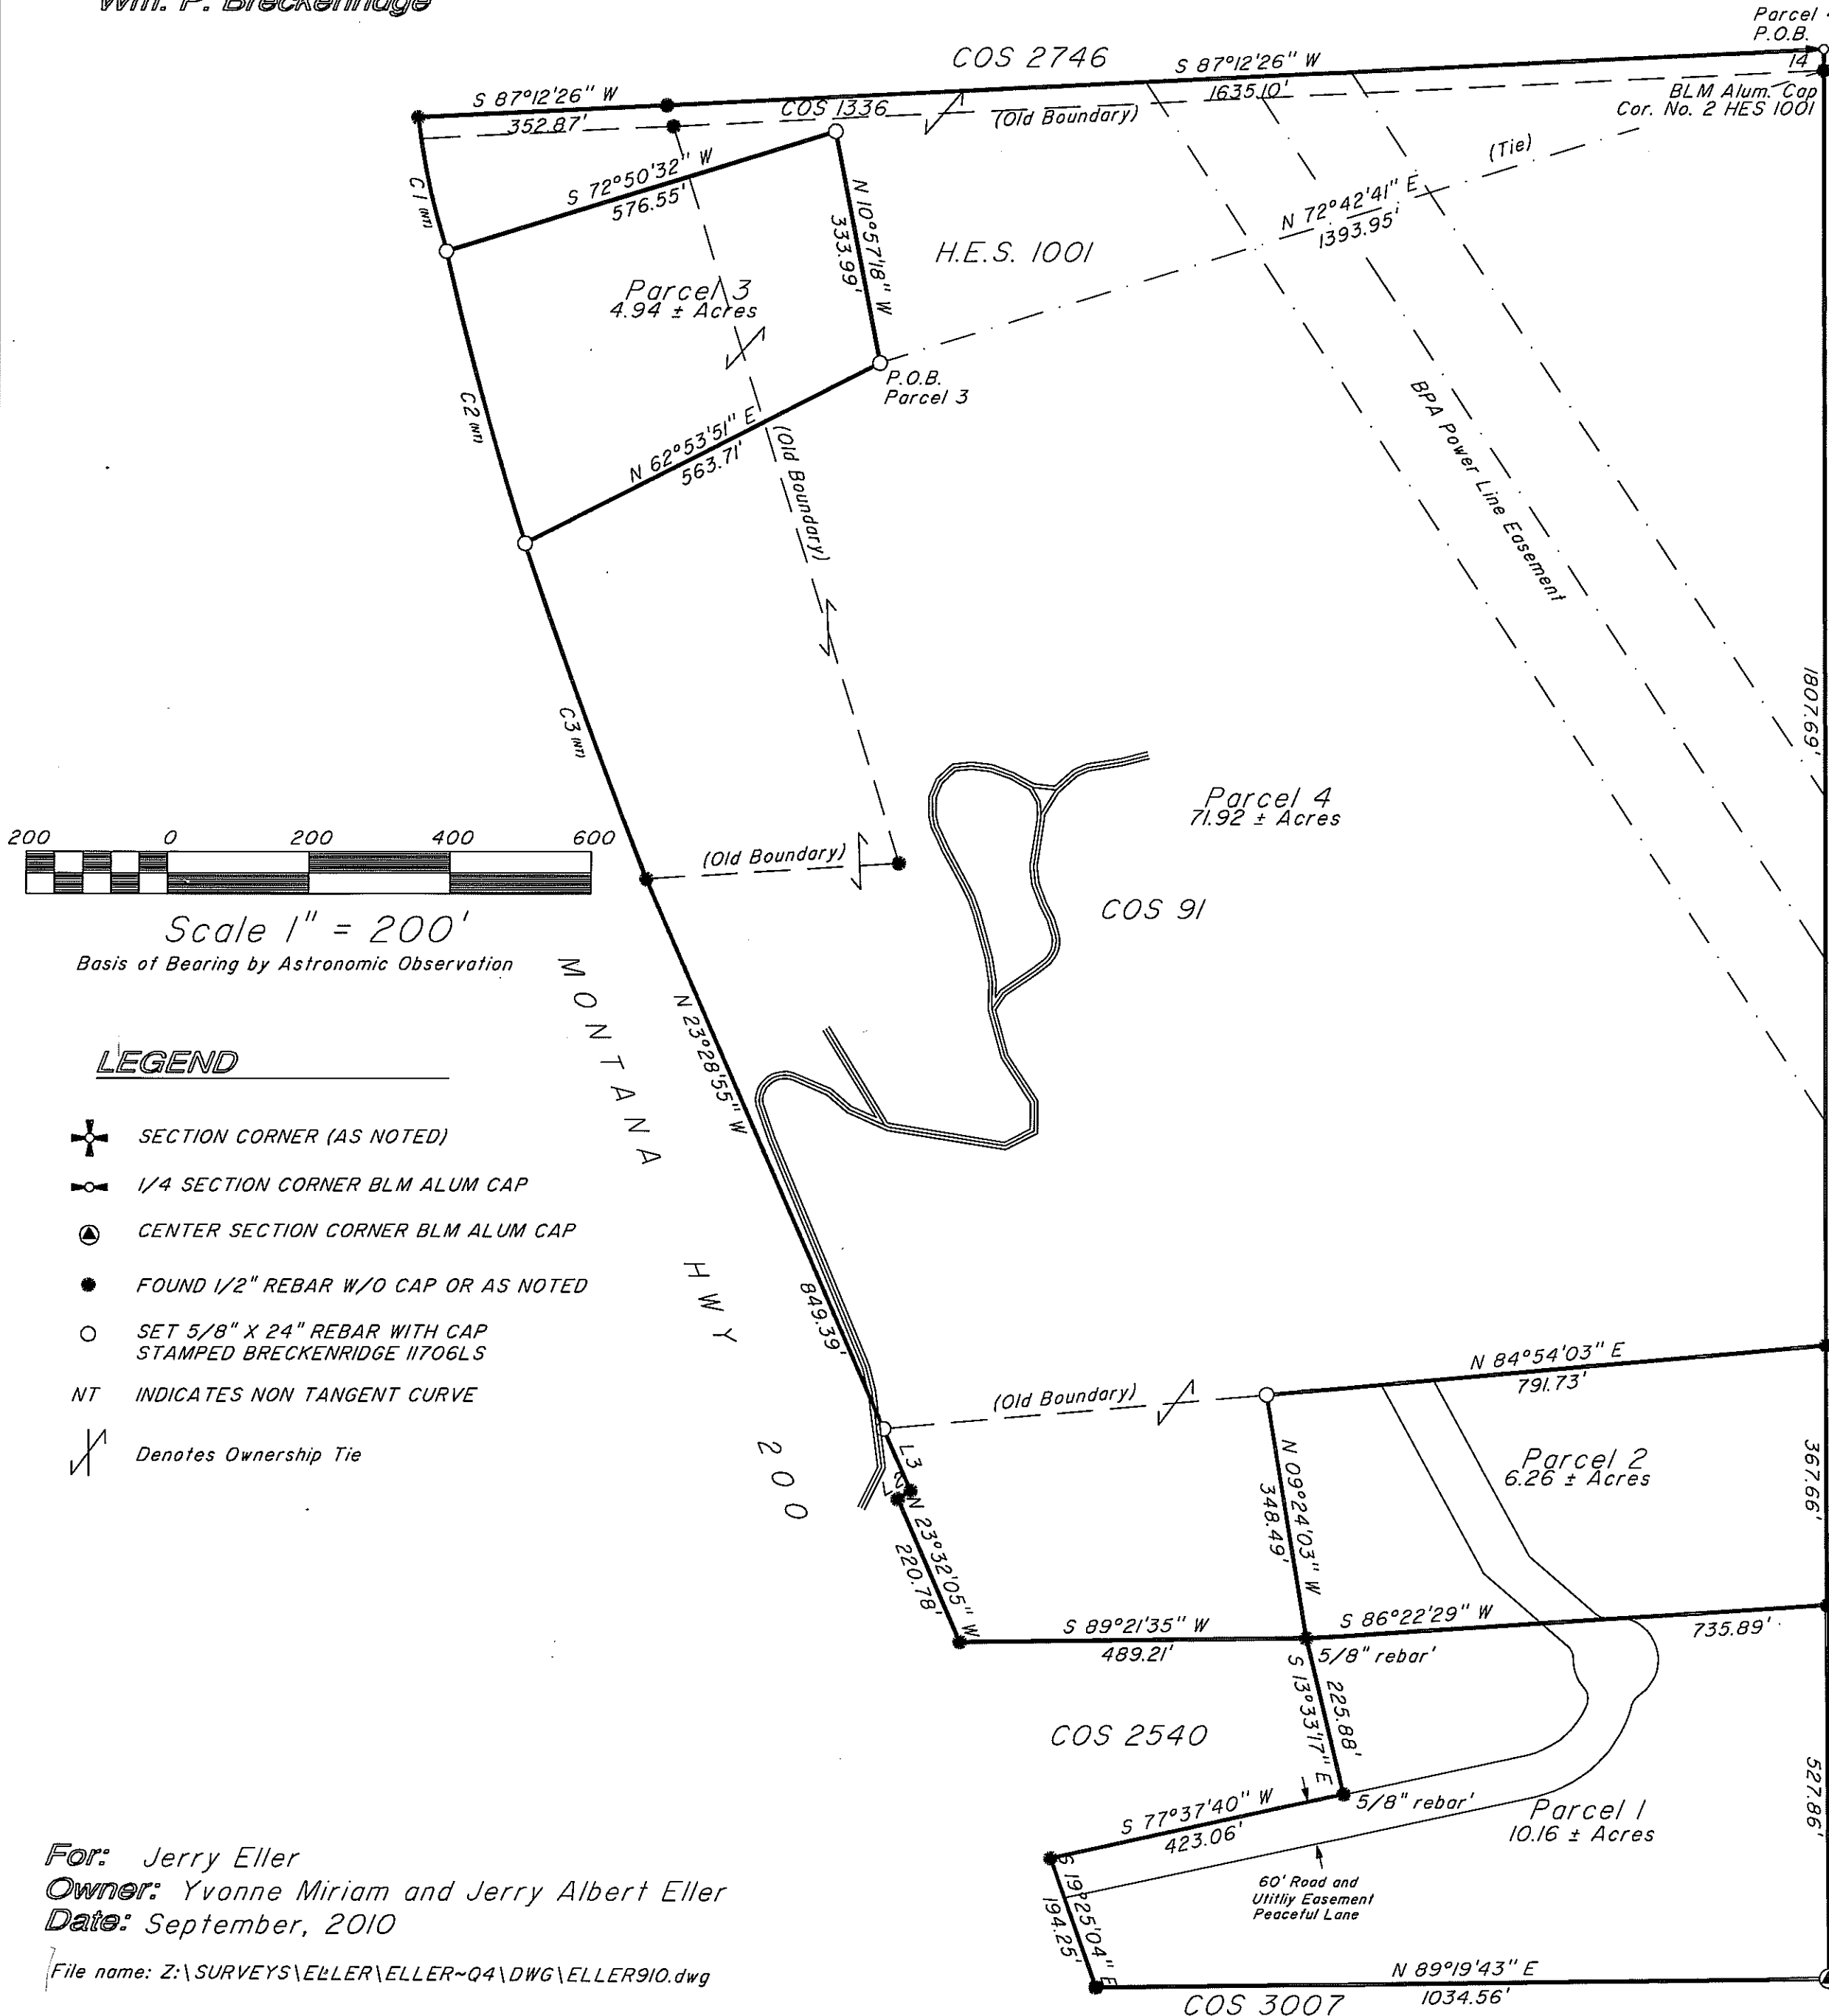 Wm. P. Breckenridge
Parcel 4
P.O.B.
COS 2746
S 87°12'26" W
1635.10'
14
BLM Alum. Cap
Cor. No. 2 HES 1001
S 87°12'26" W
352.87'
COS 1336
(Old Boundary)
(Tie)
N 72°42'41" E
1393.95'
C1 (NT)
S 72°50'32" W
576.55'
N 10°57'18" W
333.99'
H.E.S. 1001
Parcel 3
4.94 ± Acres
P.O.B.
Parcel 3
C2 (NT)
N 62°53'51" E
563.71'
(Old Boundary)
BPA Power Line Easement
C3 (NT)
1807.69'
Parcel 4
71.92 ± Acres
200 0 200 400 600
Scale 1" = 200'
Basis of Bearing by Astronomic Observation
(Old Boundary)
COS 91
MONTANA HWY 200
N 23°28'55" W
849.39'
LEGEND
SECTION CORNER (AS NOTED)
1/4 SECTION CORNER BLM ALUM CAP
CENTER SECTION CORNER BLM ALUM CAP
FOUND 1/2" REBAR W/O CAP OR AS NOTED
SET 5/8" X 24" REBAR WITH CAP
STAMPED BRECKENRIDGE 11706LS
NT INDICATES NON TANGENT CURVE
Denotes Ownership Tie
N 84°54'03" E
791.73'
(Old Boundary)
L3
L2
N 23°32'05" W
220.78'
N 09°24'03" W
348.49'
Parcel 2
6.26 ± Acres
367.66'
S 89°21'35" W
489.21'
S 86°22'29" W
735.89'
5/8" rebar'
S 13°33'17" E
225.88'
COS 2540
527.86'
S 77°37'40" W
423.06'
5/8" rebar'
Parcel 1
10.16 ± Acres
60' Road and
Utitliy Easement
Peaceful Lane
S 19°25'04" E
194.25'
N 89°19'43" E
1034.56'
COS 3007
For: Jerry Eller
Owner: Yvonne Miriam and Jerry Albert Eller
Date: September, 2010
File name: Z:\SURVEYS\ELLER\ELLER~Q4\DWG\ELLER910.dwg